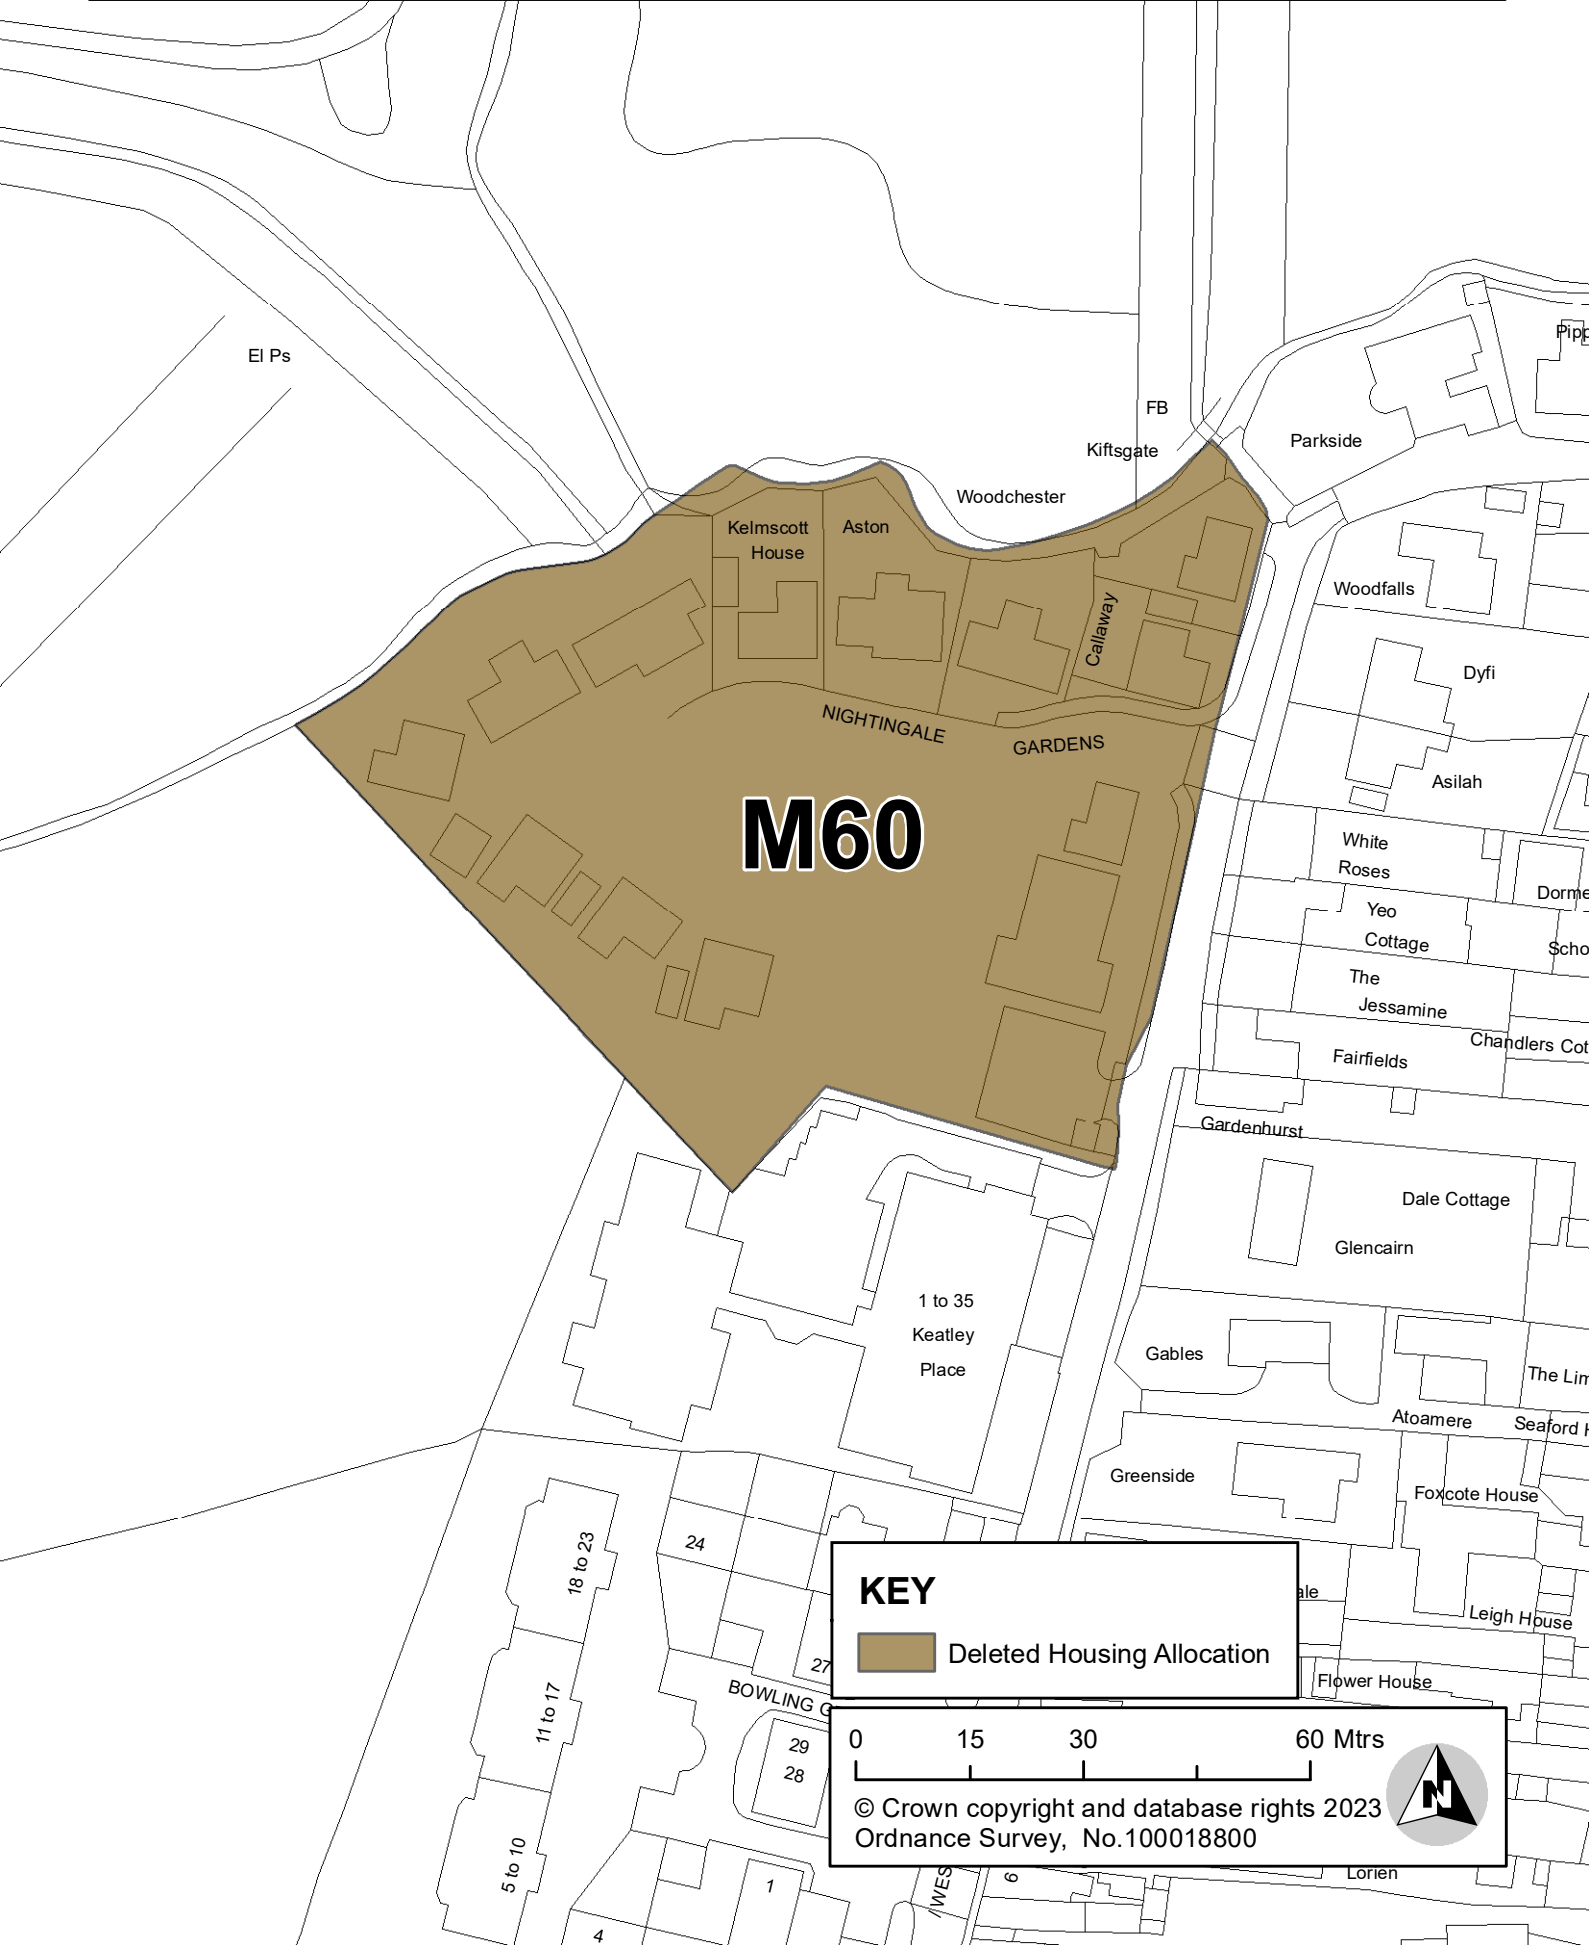 Pipp
El Ps
FB
Kiftsgate
Parkside
Woodchester
Kelmscott
House
Aston
Woodfalls
Callaway
Dyfi
NIGHTINGALE
GARDENS
Asilah
M60
White
Roses
Dorme
Yeo
Cottage
Scho
The
Jessamine
Chandlers Cot
Fairfields
Gardenhurst
Dale Cottage
Glencairn
1 to 35
Keatley
Place
Gables
The Lim
Atoamere
Seaford H
Greenside
Foxcote House
24
18 to 23
KEY
ale
Leigh House
Deleted Housing Allocation
27
Flower House
BOWLING G
11 to 17
29
28
0 15 30 60 Mtrs
N
© Crown copyright and database rights 2023
Ordnance Survey, No.100018800
5 to 10
1
WES
6
Lorien
4